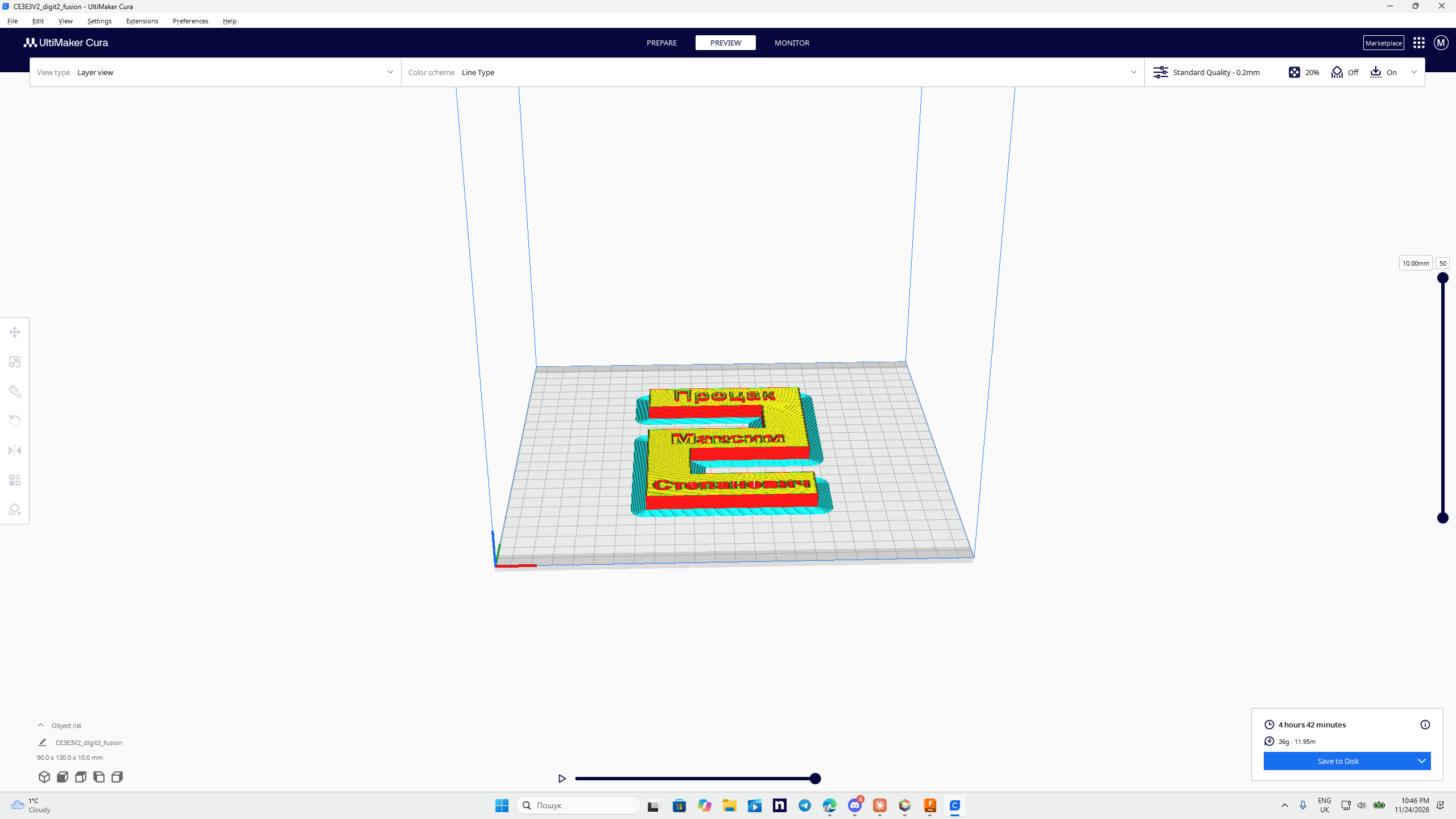 CE3E3V2_digit2_fusion - UltiMaker Cura
File Edit View Settings Extensions Preferences Help
UltiMaker Cura
PREPARE PREVIEW MONITOR
Marketplace M
View type Layer view Color scheme Line Type Standard Quality - 0.2mm 20% Off On
10.00mm 50
Процак
Максим
Степанович
Object list
CE3E3V2_digit2_fusion
90.0 x 130.0 x 10.0 mm
4 hours 42 minutes
36g · 11.95m
Save to Disk
1°C
Cloudy
Пошук
ENG
UK
10:46 PM
11/24/2026